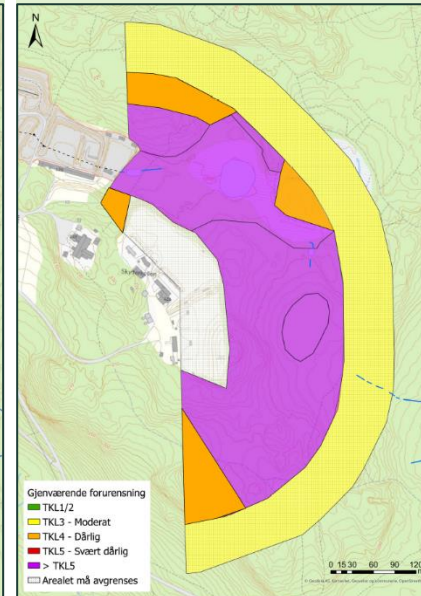 N
Gjenværende forurensning
TKL1/2
TKL3 - Moderat
TKL4 - Dårlig
TKL5 - Svært dårlig
> TKL5
Arealet må avgrenses
0 15 30 60 90 120